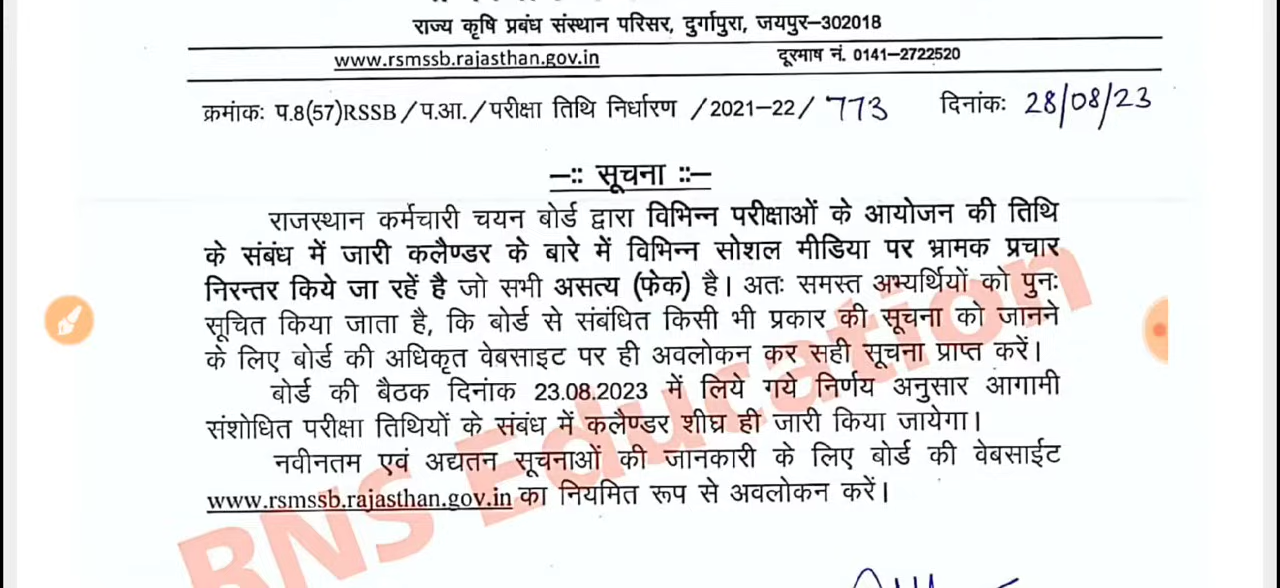 राज्य कृषि प्रबंध संस्थान परिसर, दुर्गापुरा, जयपुर–302018
www.rsmssb.rajasthan.gov.in दूरभाष नं. 0141–2722520
क्रमांकः प.8(57)RSSB/प.आ./परीक्षा तिथि निर्धारण /2021–22/773 दिनांकः 28/08/23
–:: सूचना ::–
राजस्थान कर्मचारी चयन बोर्ड द्वारा विभिन्न परीक्षाओं के आयोजन की तिथि
के संबंध में जारी कलैण्डर के बारे में विभिन्न सोशल मीडिया पर भ्रामक प्रचार
निरन्तर किये जा रहें है जो सभी असत्य (फेक) है। अतः समस्त अभ्यर्थियों को पुनः
सूचित किया जाता है, कि बोर्ड से संबंधित किसी भी प्रकार की सूचना को जानने
के लिए बोर्ड की अधिकृत वेबसाइट पर ही अवलोकन कर सही सूचना प्राप्त करें।
बोर्ड की बैठक दिनांक 23.08.2023 में लिये गये निर्णय अनुसार आगामी
संशोधित परीक्षा तिथियों के संबंध में कलैण्डर शीघ्र ही जारी किया जायेगा।
नवीनतम एवं अद्यतन सूचनाओं की जानकारी के लिए बोर्ड की वेबसाईट
www.rsmssb.rajasthan.gov.in का नियमित रूप से अवलोकन करें।
RNS Education